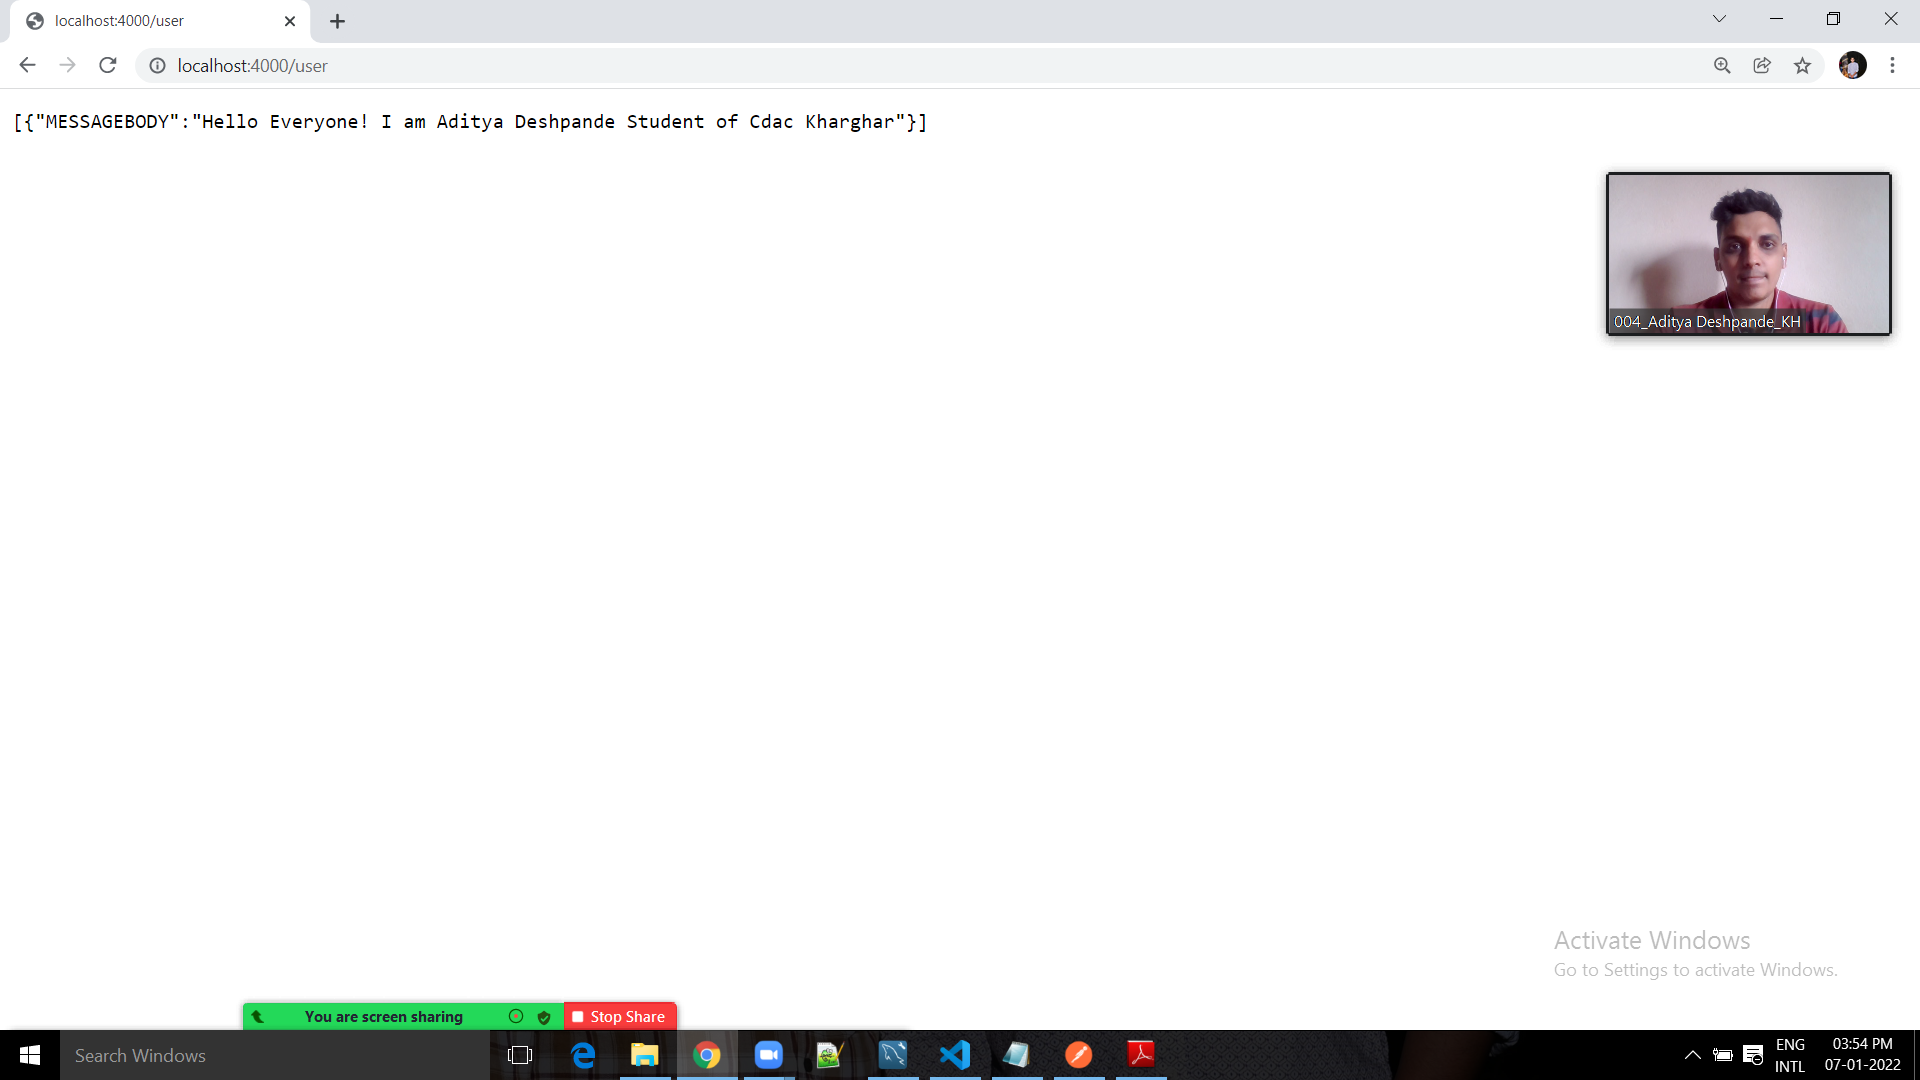 localhost:4000/user
localhost:4000/user
[{"MESSAGEBODY":"Hello Everyone! I am Aditya Deshpande Student of Cdac Kharghar"}]
004_Aditya Deshpande_KH
Activate Windows
Go to Settings to activate Windows.
You are screen sharing
Stop Share
Search Windows
ENG
INTL
03:54 PM
07-01-2022